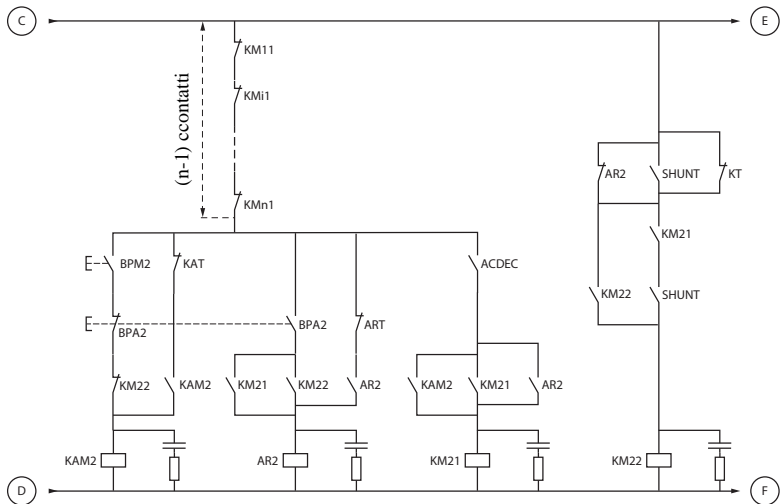 C
E
KM11
KMi1
(n-1) ccontatti
KMn1
AR2
SHUNT
KT
KM21
BPM2
KAT
ACDEC
KM22
SHUNT
BPA2
BPA2
ART
KM22
KAM2
KM21
KM22
AR2
KAM2
KM21
AR2
KAM2
AR2
KM21
KM22
D
F